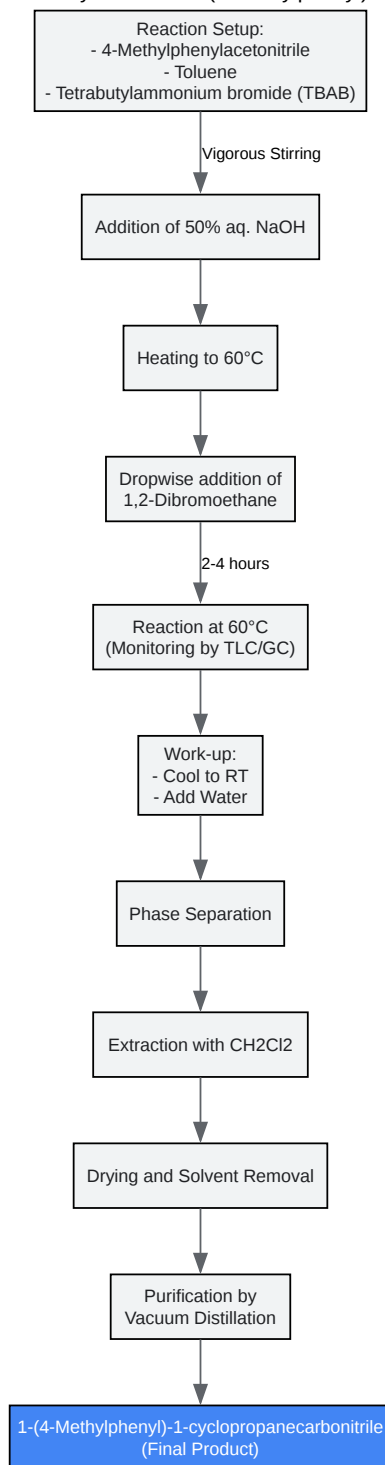 Reaction Setup:
- 4-Methylphenylacetonitrile
- Toluene
- Tetrabutylammonium bromide (TBAB)
Vigorous Stirring
Addition of 50% aq. NaOH
Heating to 60°C
Dropwise addition of
1,2-Dibromoethane
2-4 hours
Reaction at 60°C
(Monitoring by TLC/GC)
Work-up:
- Cool to RT
- Add Water
Phase Separation
Extraction with CH2Cl2
Drying and Solvent Removal
Purification by
Vacuum Distillation
1-(4-Methylphenyl)-1-cyclopropanecarbonitrile
(Final Product)